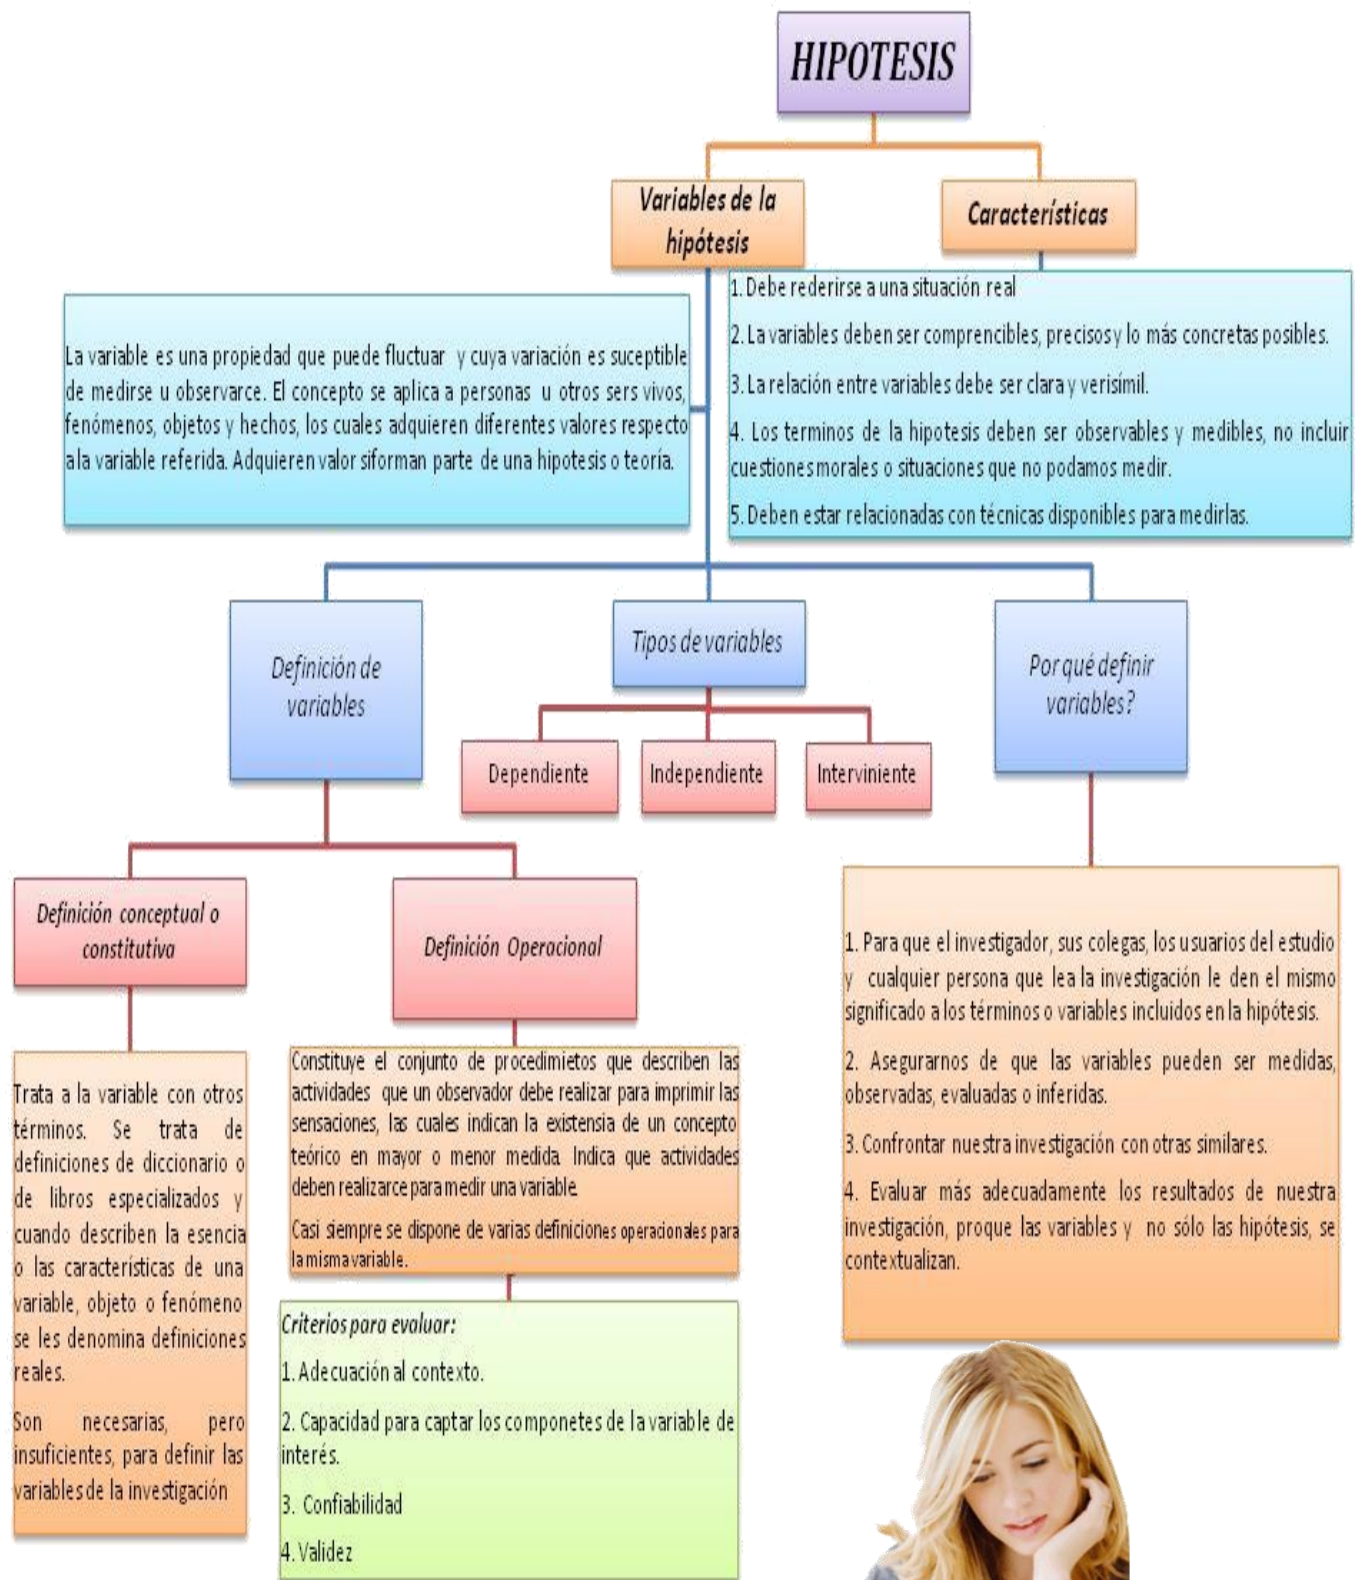 HIPOTESIS
Variables de la
hipótesis
Características
La variable es una propiedad que puede fluctuar y cuya variación es suceptible
de medirse u observarce. El concepto se aplica a personas u otros sers vivos,
fenómenos, objetos y hechos, los cuales adquieren diferentes valores respecto
ala variable referida. Adquieren valor siforman parte de una hipotesis o teoría.
1. Debe rederirse a una situación real
2. La variables deben ser comprencibles, precisos y lo más concretas posibles.
3. La relación entre variables debe ser clara y verisímil.
4. Los terminos de la hipotesis deben ser observables y medibles, no incluir
cuestiones morales o situaciones que no podamos medir.
5. Deben estar relacionadas con técnicas disponibles para medirlas.
Definición de
variables
Tipos de variables
Por qué definir
variables?
Dependiente
Independiente
Interviniente
Definición conceptual o
constitutiva
Definición Operacional
Trata a la variable con otros
términos. Se trata de
definiciones de diccionario o
de libros especializados y
cuando describen la esencia
o las características de una
variable, objeto o fenómeno
se les denomina definiciones
reales.
Son necesarias, pero
insuficientes, para definir las
variables de la investigación
Constituye el conjunto de procedimietos que describen las
actividades que un observador debe realizar para imprimir las
sensaciones, las cuales indican la existensia de un concepto
teórico en mayor o menor medida. Indica que actividades
deben realizarce para medir una variable.
Casi siempre se dispone de varias definiciones operacionales para
la misma variable.
Criterios para evaluar:
1. Adecuación al contexto.
2. Capacidad para captar los componetes de la variable de
interés.
3. Confiabilidad
4. Validez
1. Para que el investigador, sus colegas, los usuarios del estudio
y cualquier persona que lea la investigación le den el mismo
significado a los términos o variables incluidos en la hipótesis.
2. Asegurarnos de que las variables pueden ser medidas,
observadas, evaluadas o inferidas.
3. Confrontar nuestra investigación con otras similares.
4. Evaluar más adecuadamente los resultados de nuestra
investigación, proque las variables y no sólo las hipótesis, se
contextualizan.